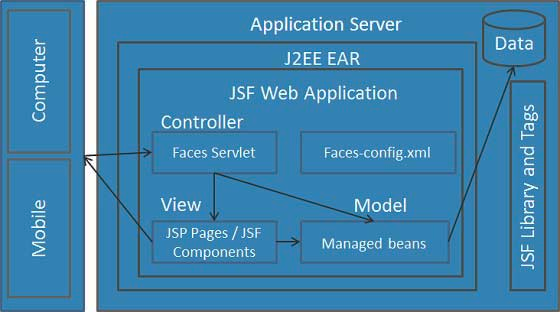 Computer
Mobile
Application Server
Data
J2EE EAR
JSF Web Application
Controller
Faces Servlet
Faces-config.xml
View
Model
JSP Pages / JSF
Components
Managed beans
JSF Library and Tags